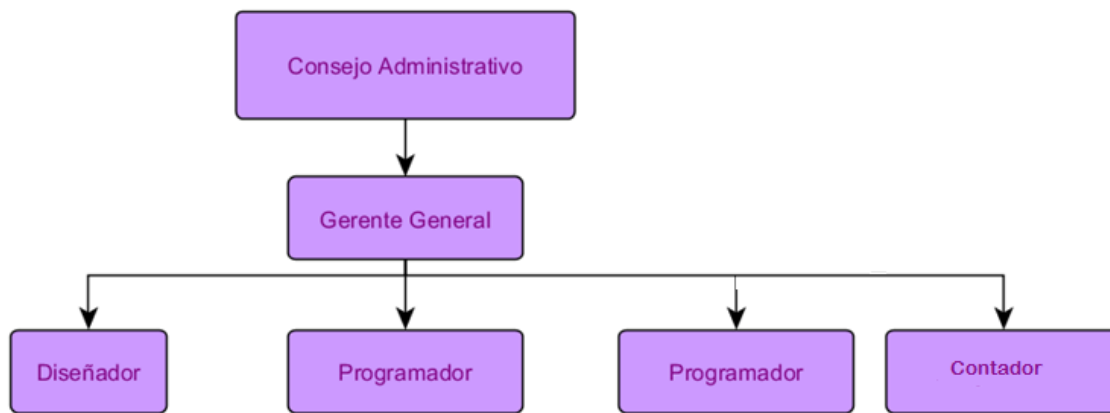 Consejo Administrativo
Gerente General
Diseñador
Programador
Programador
Contador